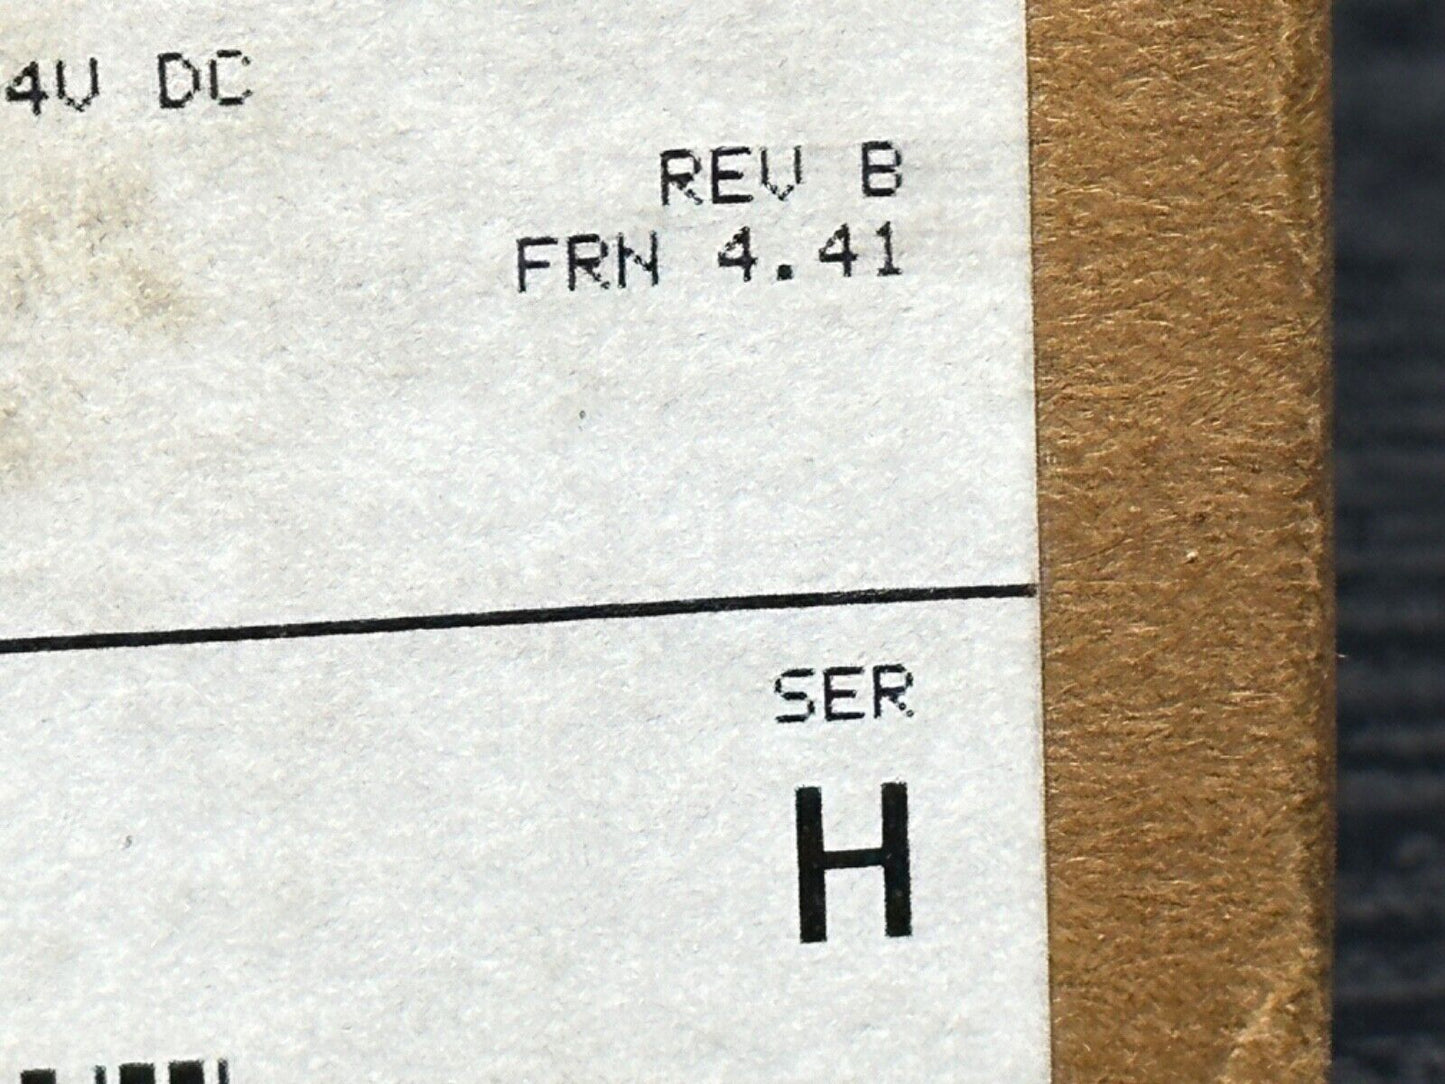 4V DC
REV B
FRN 4.41
SER
H